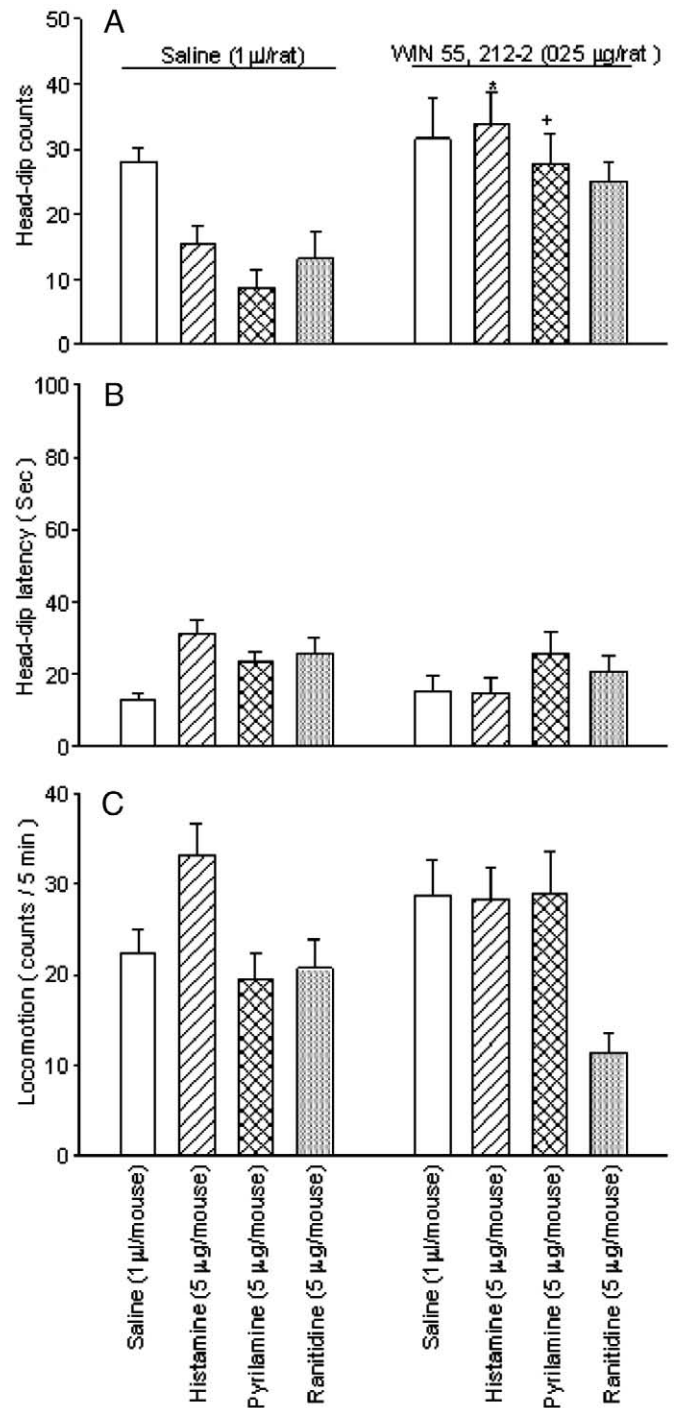 A
Saline (1 µl/rat)
WIN 55, 212-2 (025 µg/rat )
Head-dip counts
50
40
30
20
10
0
*
+
B
Head-dip latency ( Sec )
100
80
60
40
20
0
C
Locomotion ( counts / 5 min )
40
30
20
10
0
Saline (1 µl/mouse)
Histamine (5 µg/mouse)
Pyrilamine (5 µg/mouse)
Ranitidine (5 µg/mouse)
Saline (1 µl/mouse)
Histamine (5 µg/mouse)
Pyrilamine (5 µg/mouse)
Ranitidine (5 µg/mouse)